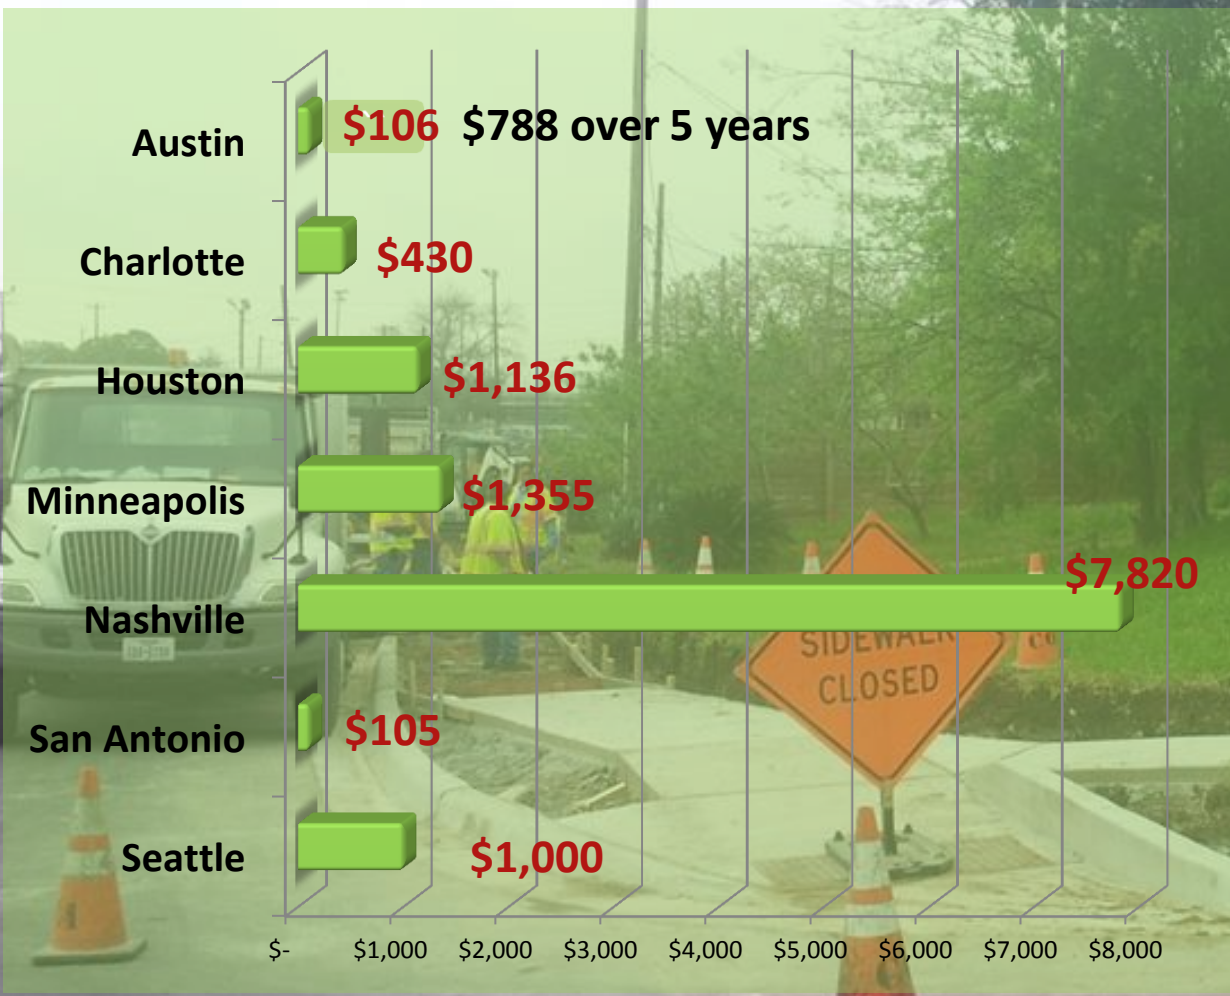 Austin $106 $788 over 5 years
Charlotte $430
Houston $1,136
Minneapolis $1,355
Nashville $7,820
San Antonio $105
Seattle $1,000
$- $1,000 $2,000 $3,000 $4,000 $5,000 $6,000 $7,000 $8,000
SIDEWALK
CLOSED